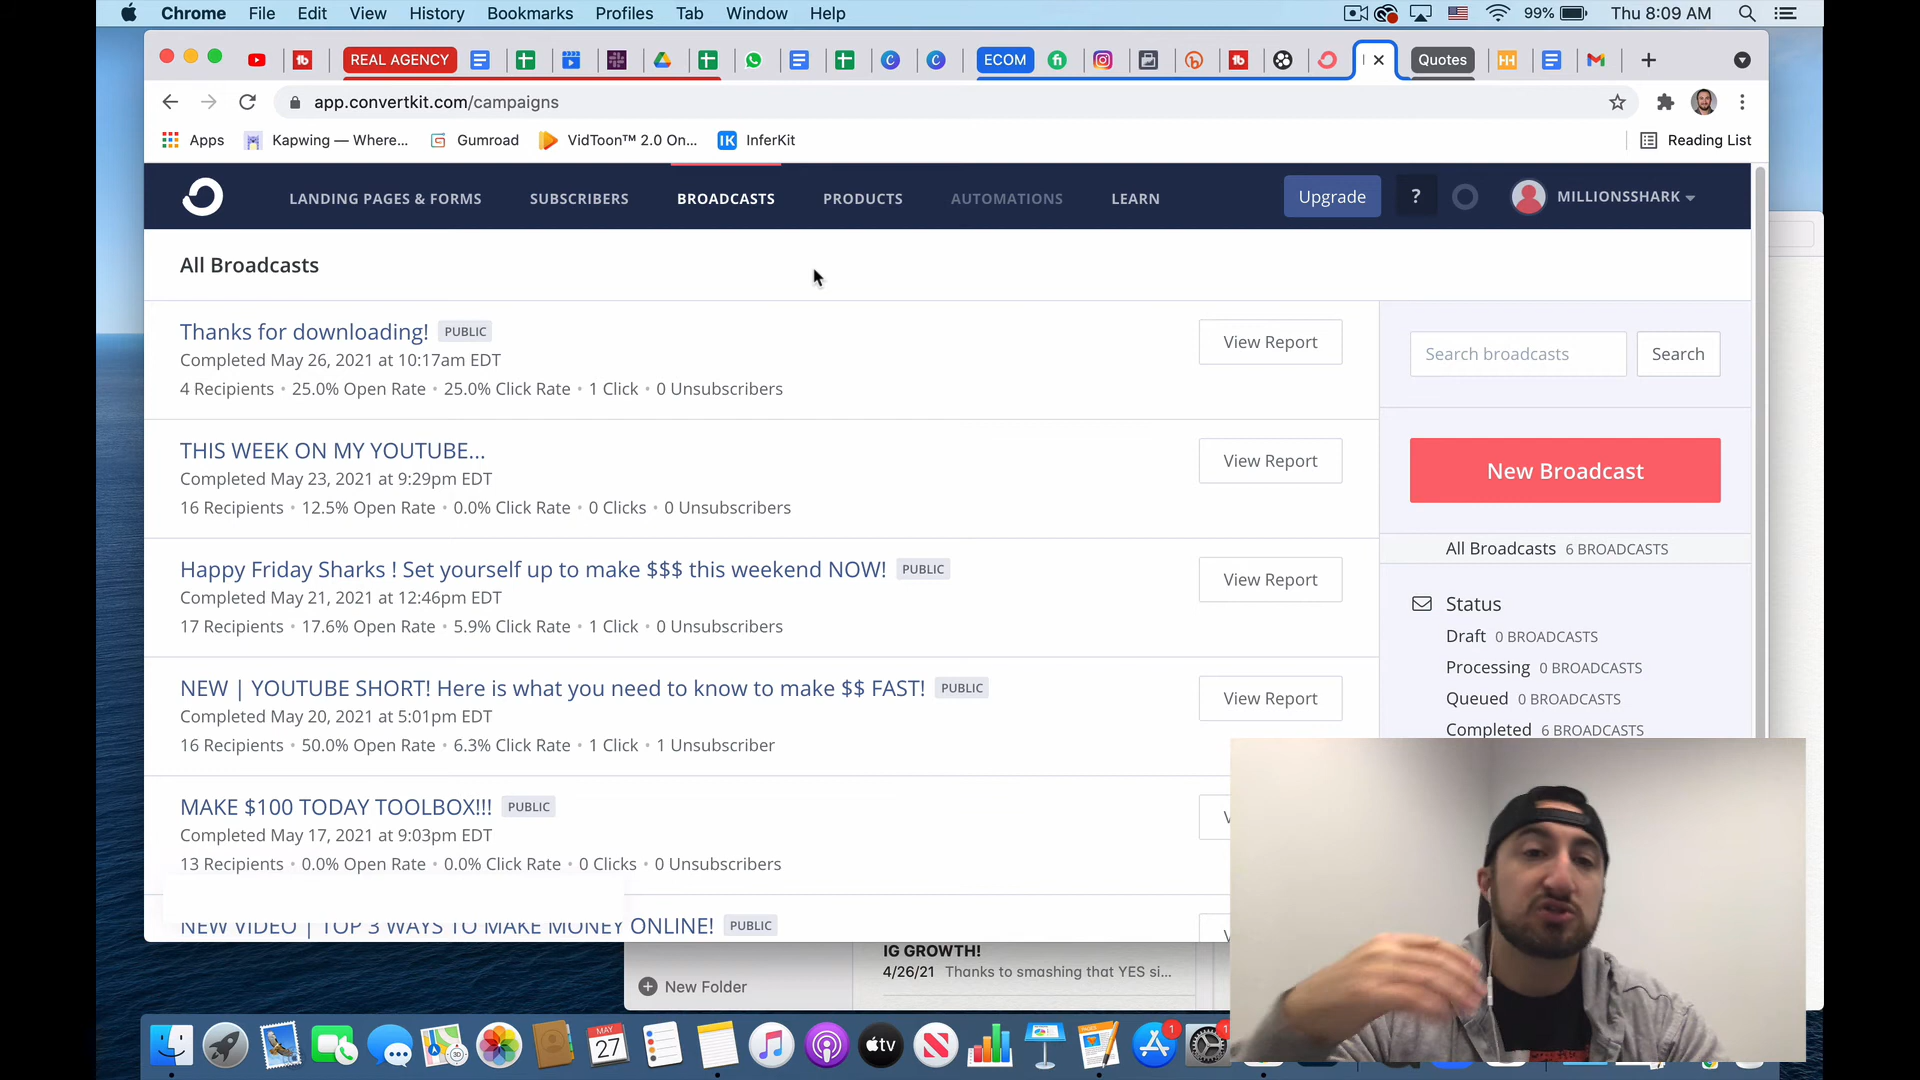 Chrome File Edit View History Bookmarks Profiles Tab Window Help 99% Thu 8:09 AM
REAL AGENCY ECOM Quotes
app.convertkit.com/campaigns
Apps Kapwing — Where... Gumroad VidToon™ 2.0 On... IK InferKit Reading List
LANDING PAGES & FORMS SUBSCRIBERS BROADCASTS PRODUCTS AUTOMATIONS LEARN Upgrade ? MILLIONSSHARK
All Broadcasts
Thanks for downloading! PUBLIC
Completed May 26, 2021 at 10:17am EDT
4 Recipients • 25.0% Open Rate • 25.0% Click Rate • 1 Click • 0 Unsubscribers
View Report
THIS WEEK ON MY YOUTUBE...
Completed May 23, 2021 at 9:29pm EDT
16 Recipients • 12.5% Open Rate • 0.0% Click Rate • 0 Clicks • 0 Unsubscribers
View Report
Happy Friday Sharks ! Set yourself up to make $$$ this weekend NOW! PUBLIC
Completed May 21, 2021 at 12:46pm EDT
17 Recipients • 17.6% Open Rate • 5.9% Click Rate • 1 Click • 0 Unsubscribers
View Report
NEW | YOUTUBE SHORT! Here is what you need to know to make $$ FAST! PUBLIC
Completed May 20, 2021 at 5:01pm EDT
16 Recipients • 50.0% Open Rate • 6.3% Click Rate • 1 Click • 1 Unsubscriber
View Report
MAKE $100 TODAY TOOLBOX!!! PUBLIC
Completed May 17, 2021 at 9:03pm EDT
13 Recipients • 0.0% Open Rate • 0.0% Click Rate • 0 Clicks • 0 Unsubscribers
NEW VIDEO | TOP 3 WAYS TO MAKE MONEY ONLINE! PUBLIC
Search broadcasts Search
New Broadcast
All Broadcasts 6 BROADCASTS
Status
Draft 0 BROADCASTS
Processing 0 BROADCASTS
Queued 0 BROADCASTS
Completed 6 BROADCASTS
IG GROWTH!
4/26/21 Thanks to smashing that YES si...
New Folder
MAY
27
3D
tv
1
1